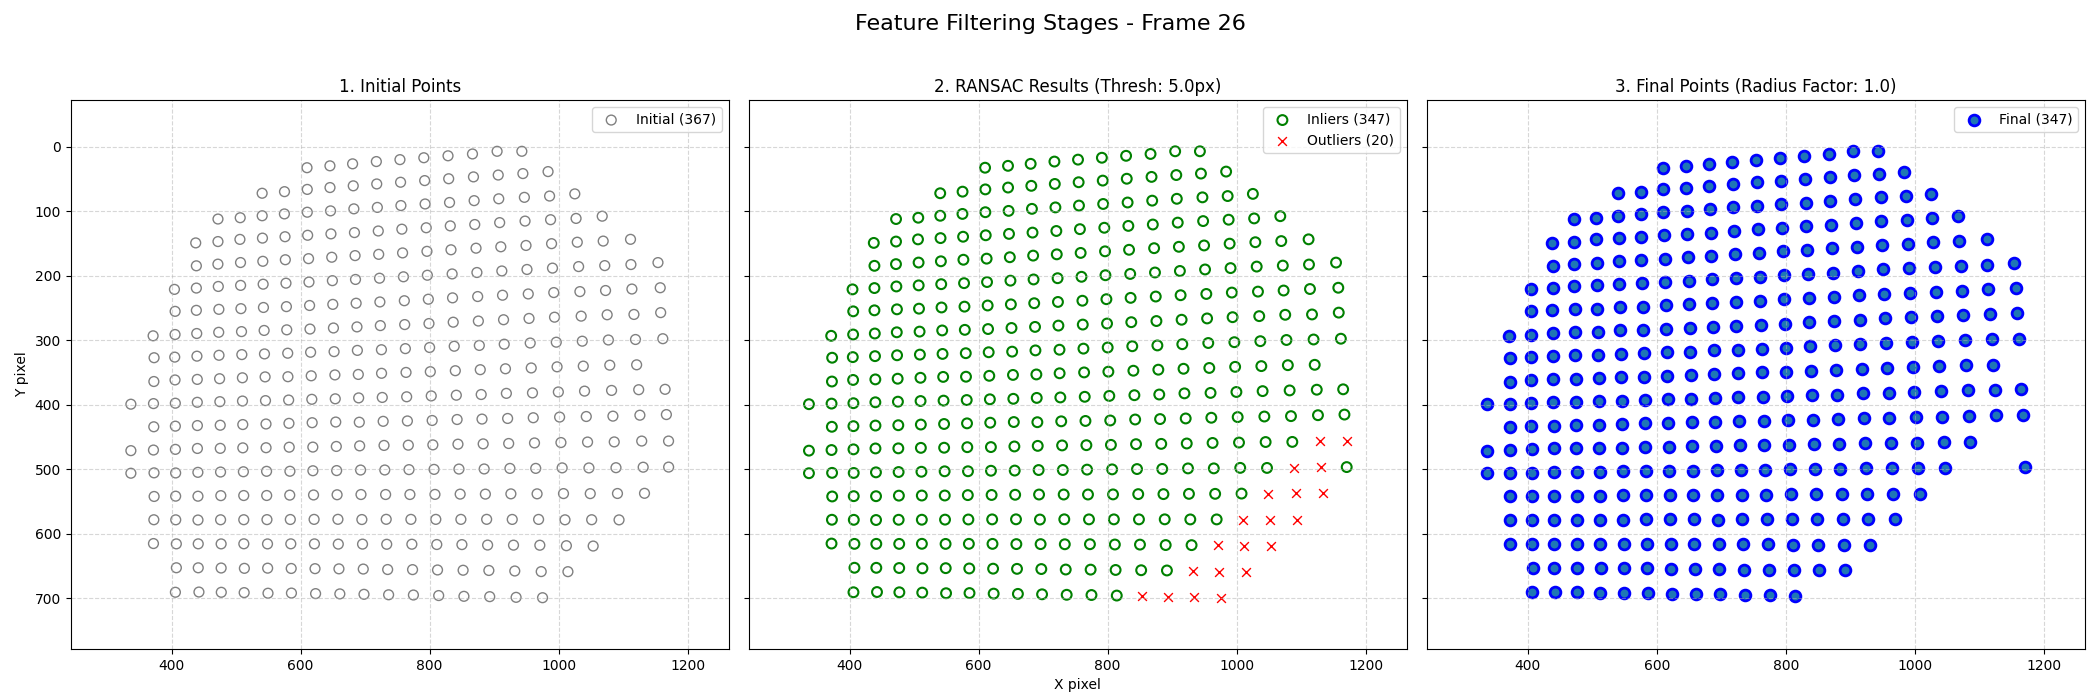 Feature Filtering Stages - Frame 26
1. Initial Points
Initial (367)
0
100
200
300
400
500
600
700
Y pixel
400 600 800 1000 1200
2. RANSAC Results (Thresh: 5.0px)
Inliers (347)
Outliers (20)
400 600 800 1000 1200
X pixel
3. Final Points (Radius Factor: 1.0)
Final (347)
400 600 800 1000 1200